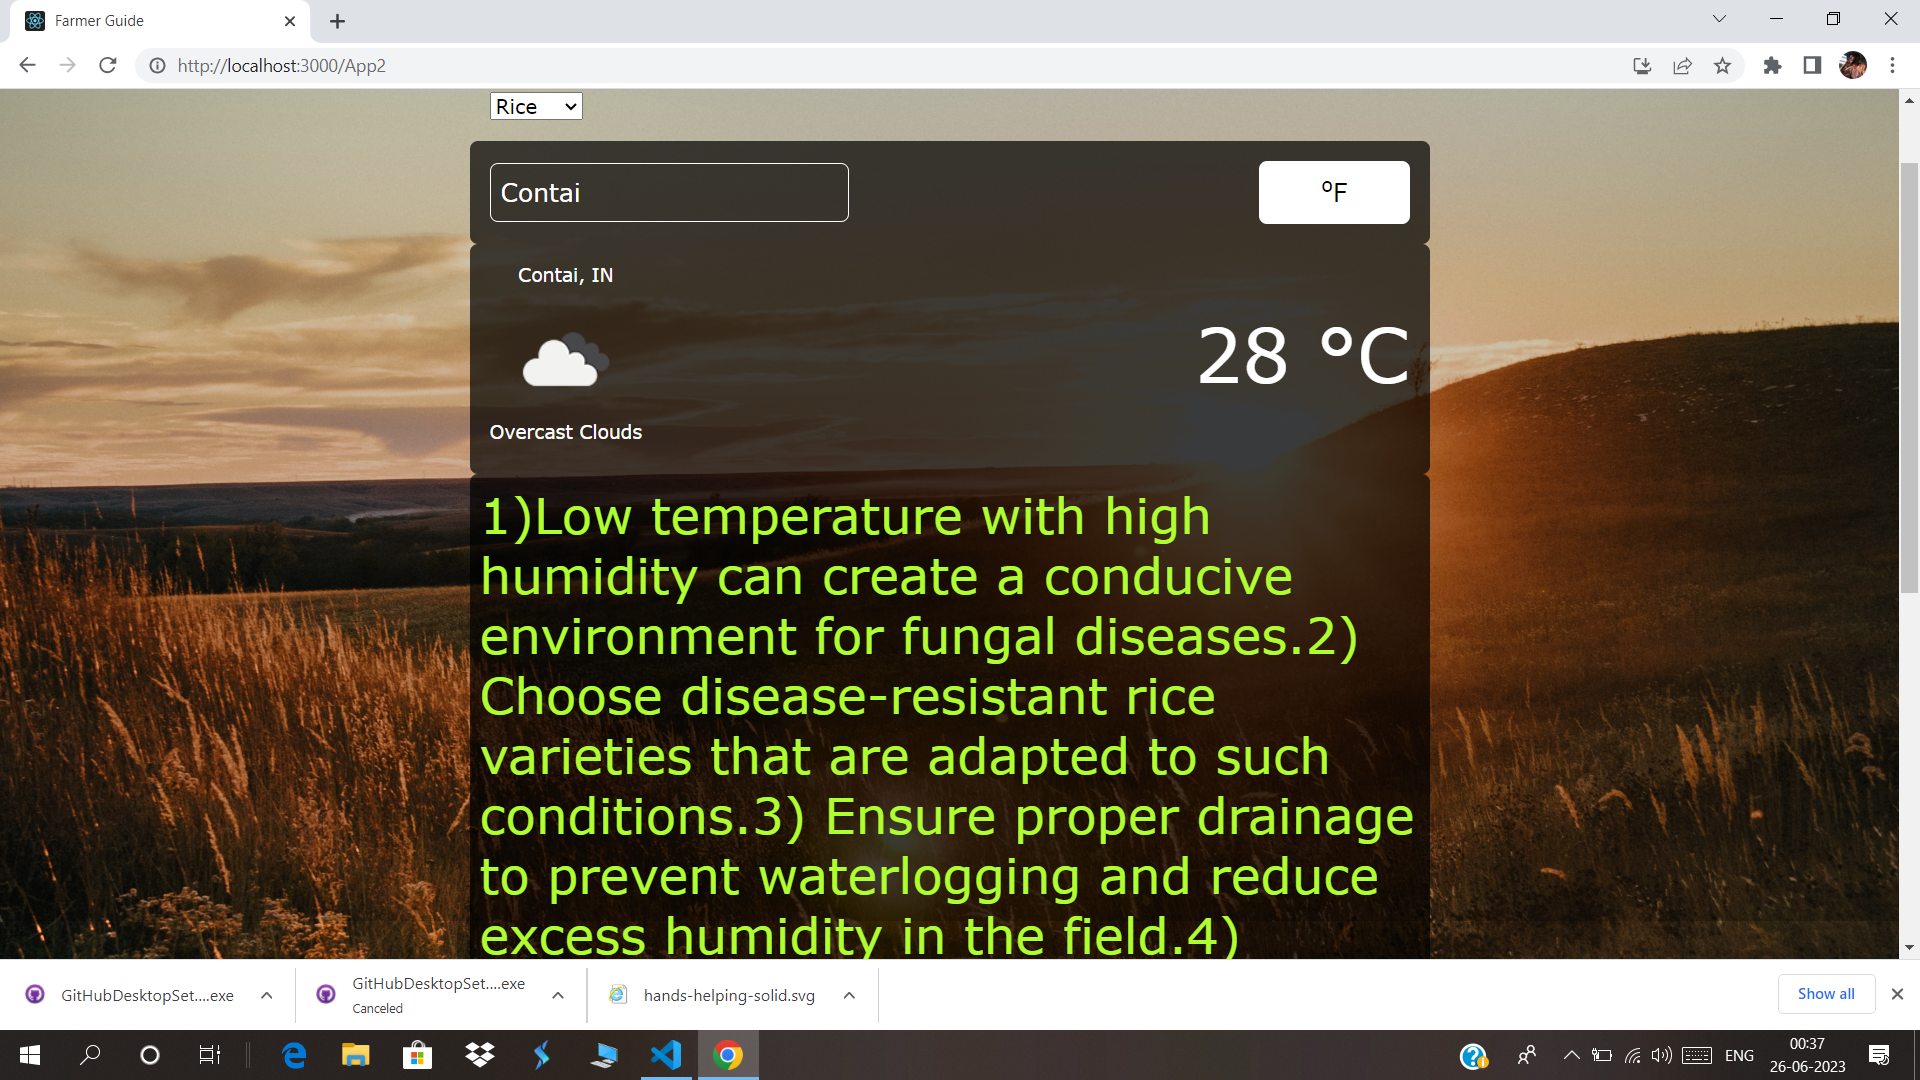 Farmer Guide
http://localhost:3000/App2
Rice
Contai
°F
Contai, IN
28 °C
Overcast Clouds
1)Low temperature with high
humidity can create a conducive
environment for fungal diseases.2)
Choose disease-resistant rice
varieties that are adapted to such
conditions.3) Ensure proper drainage
to prevent waterlogging and reduce
excess humidity in the field.4)
GitHubDesktopSet....exe
GitHubDesktopSet....exe
Canceled
hands-helping-solid.svg
Show all
ENG
00:37
26-06-2023